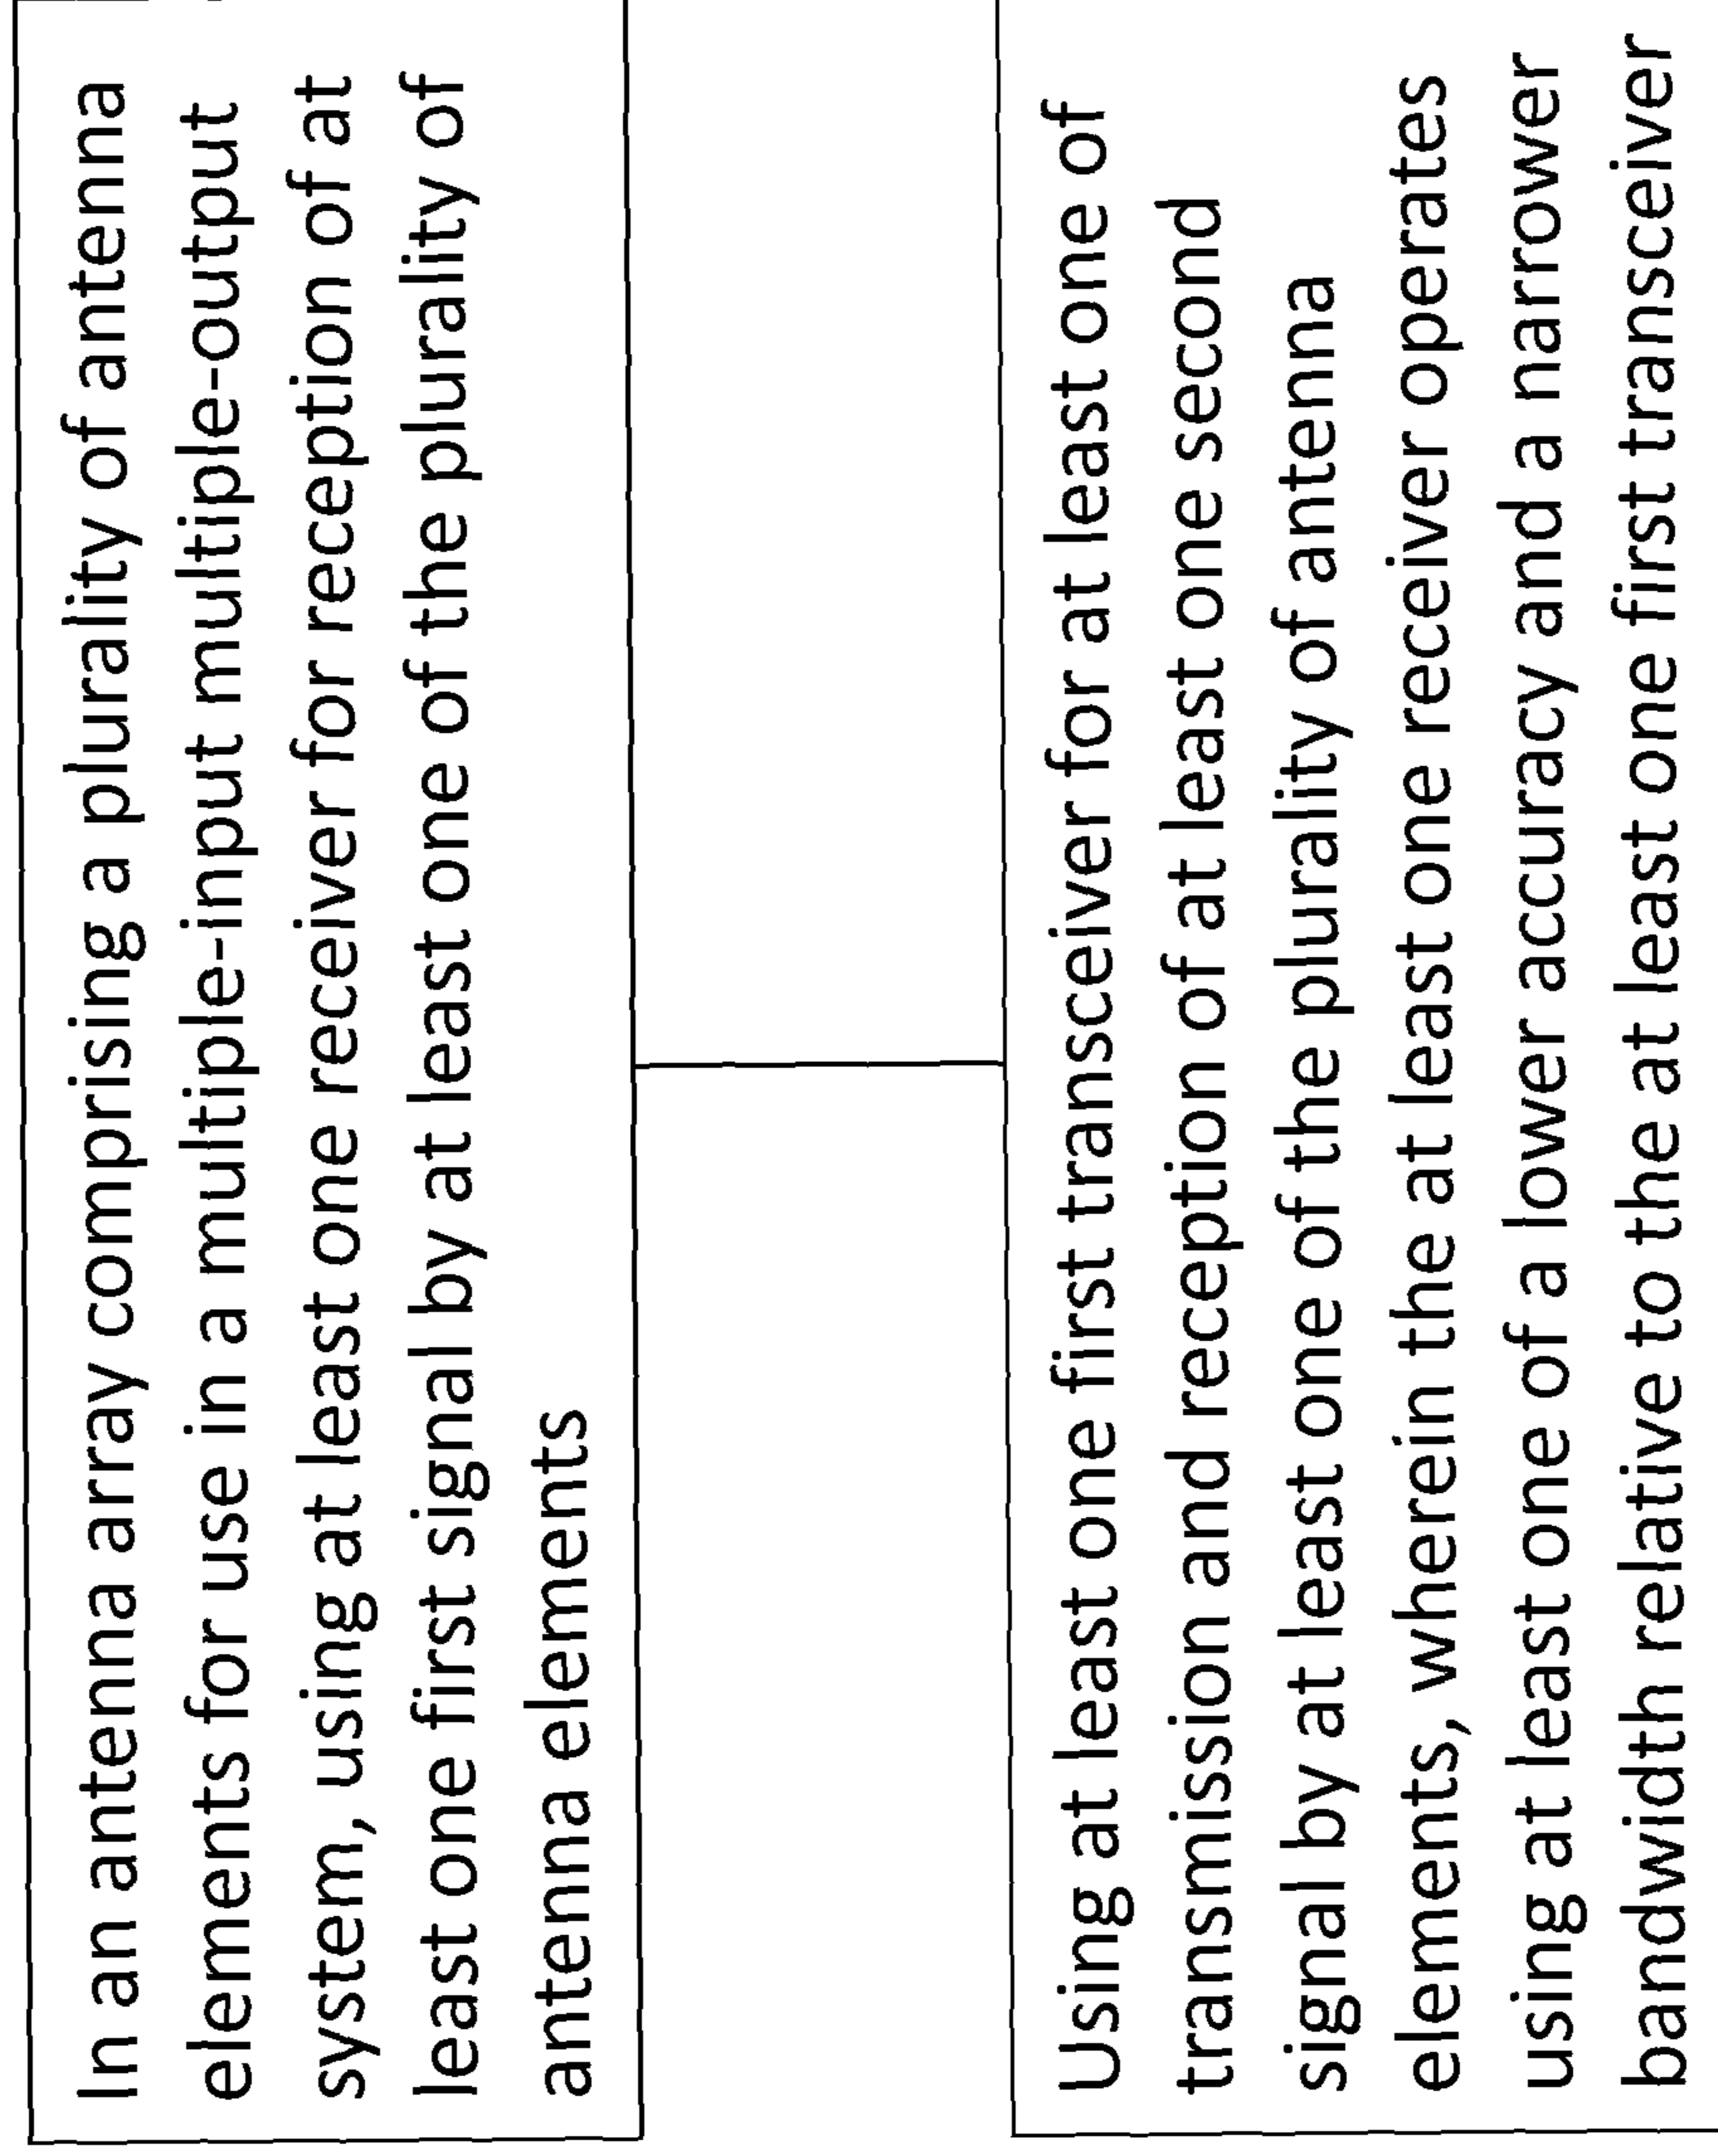 In an antenna array comprising a plurality of antenna
elements for use in a multiple-input multiple-output
system, using at least one receiver for reception of at
least one first signal by at least one of the plurality of
antenna elements
Using at least one first transceiver for at least one of
transmission and reception of at least one second
signal by at least one of the plurality of antenna
elements, wherein the at least one receiver operates
using at least one of a lower accuracy and a narrower
bandwidth relative to the at least one first transceiver